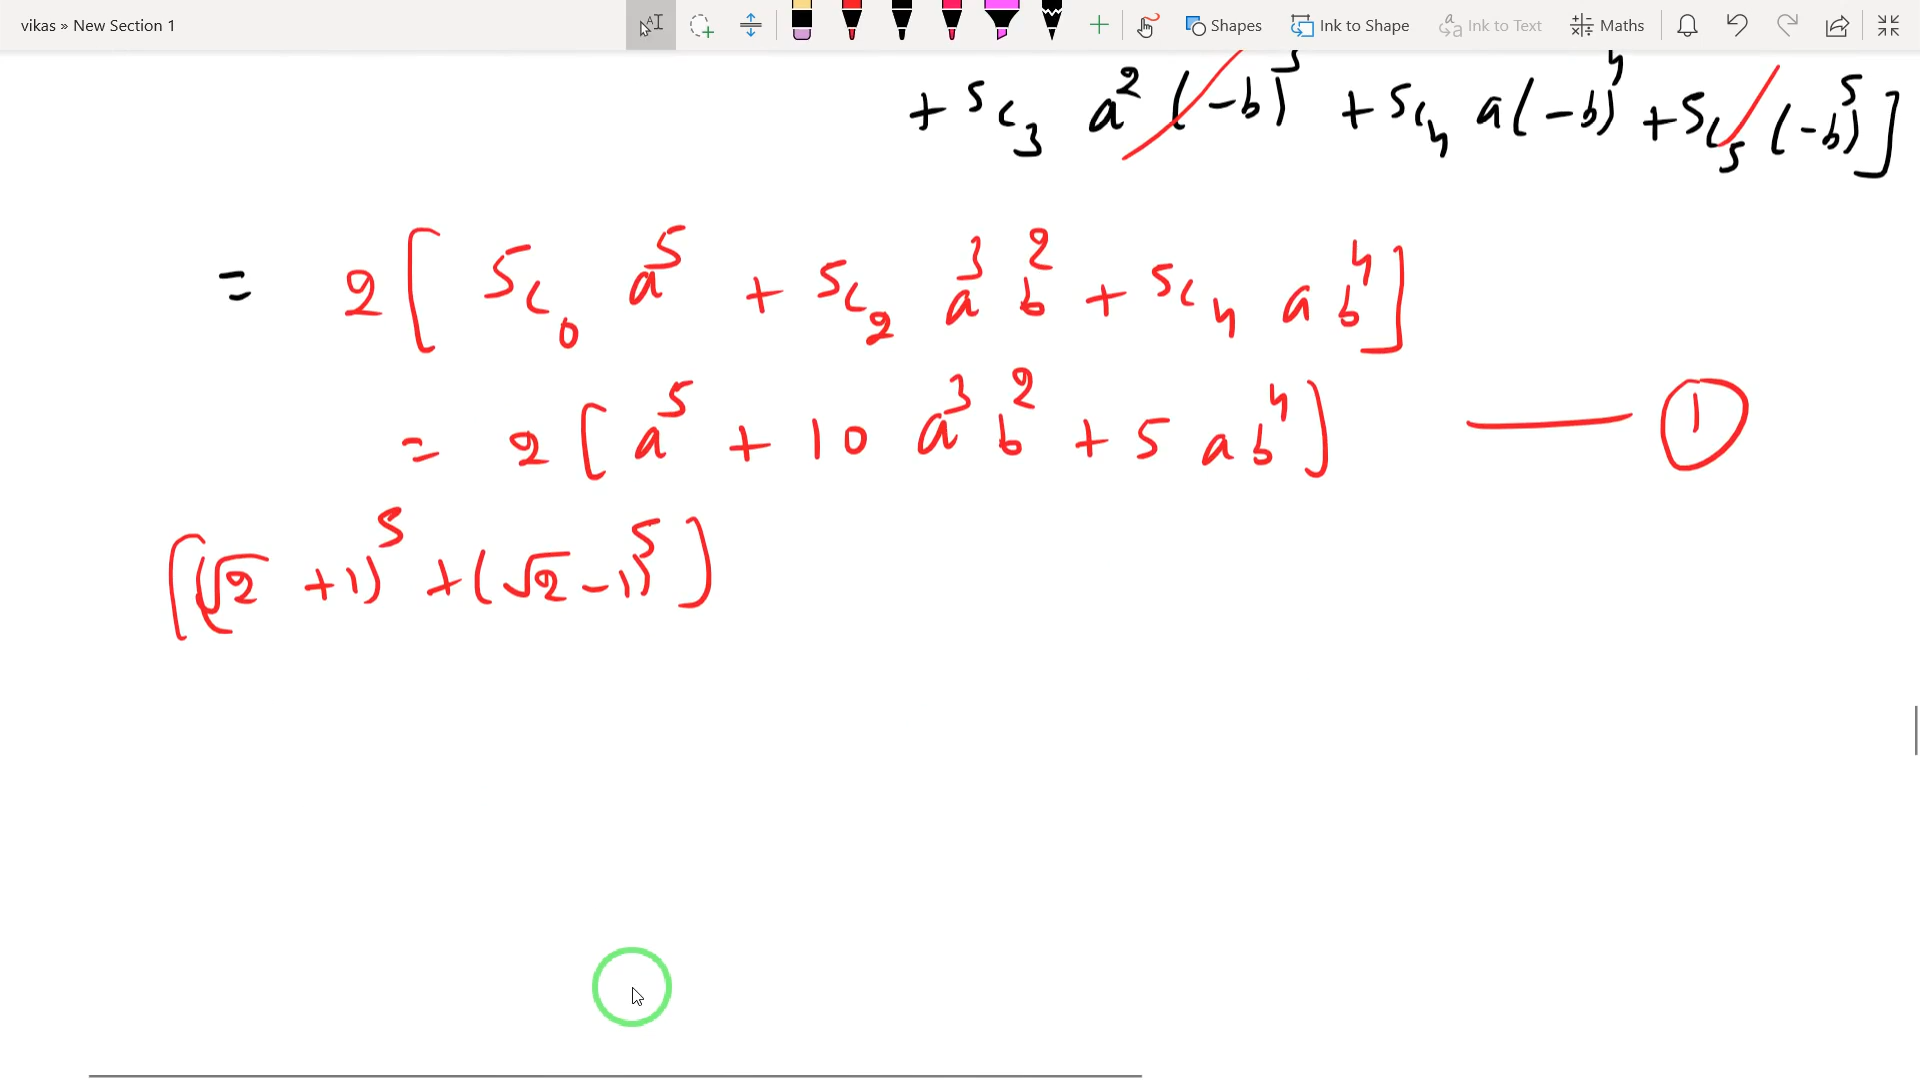 vikas » New Section 1 Shapes Ink to Shape Ink to Text Maths
+ ⁵c₃ a² (-b)³ + ⁵c₄ a(-b)⁴ + ⁵c₅ (-b)⁵]
= 2[ ⁵c₀ a⁵ + ⁵c₂ a³ b² + ⁵c₄ a b⁴]
= 2 [a⁵ + 10 a³ b² + 5 a b⁴] —— ①
[(√2 + 1)⁵ + (√2 - 1)⁵]